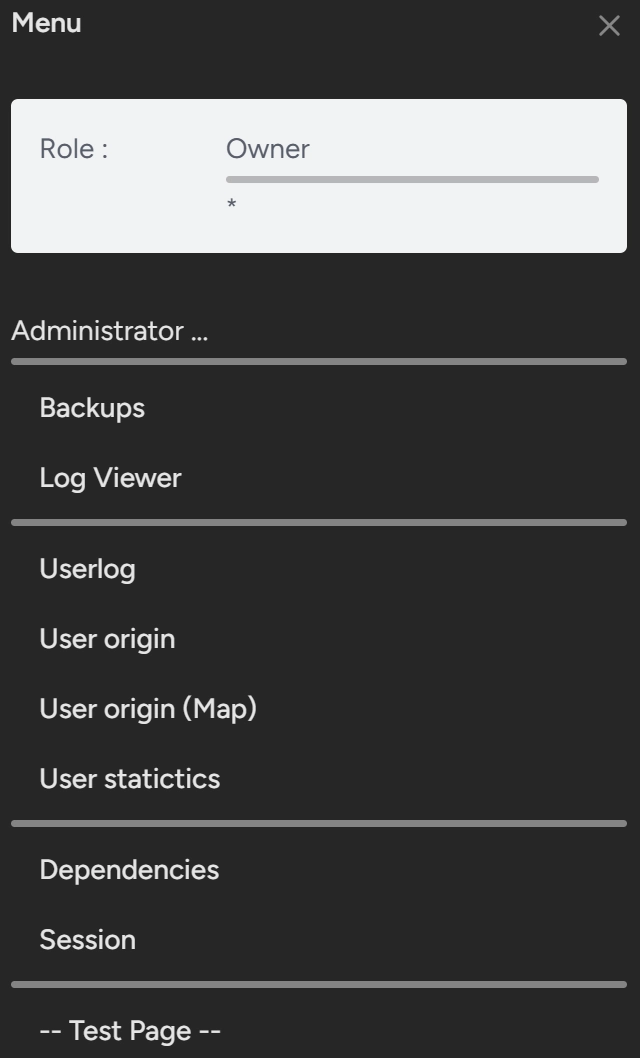 Menu
Role : Owner
*
Administrator ...
Backups
Log Viewer
Userlog
User origin
User origin (Map)
User statictics
Dependencies
Session
-- Test Page --